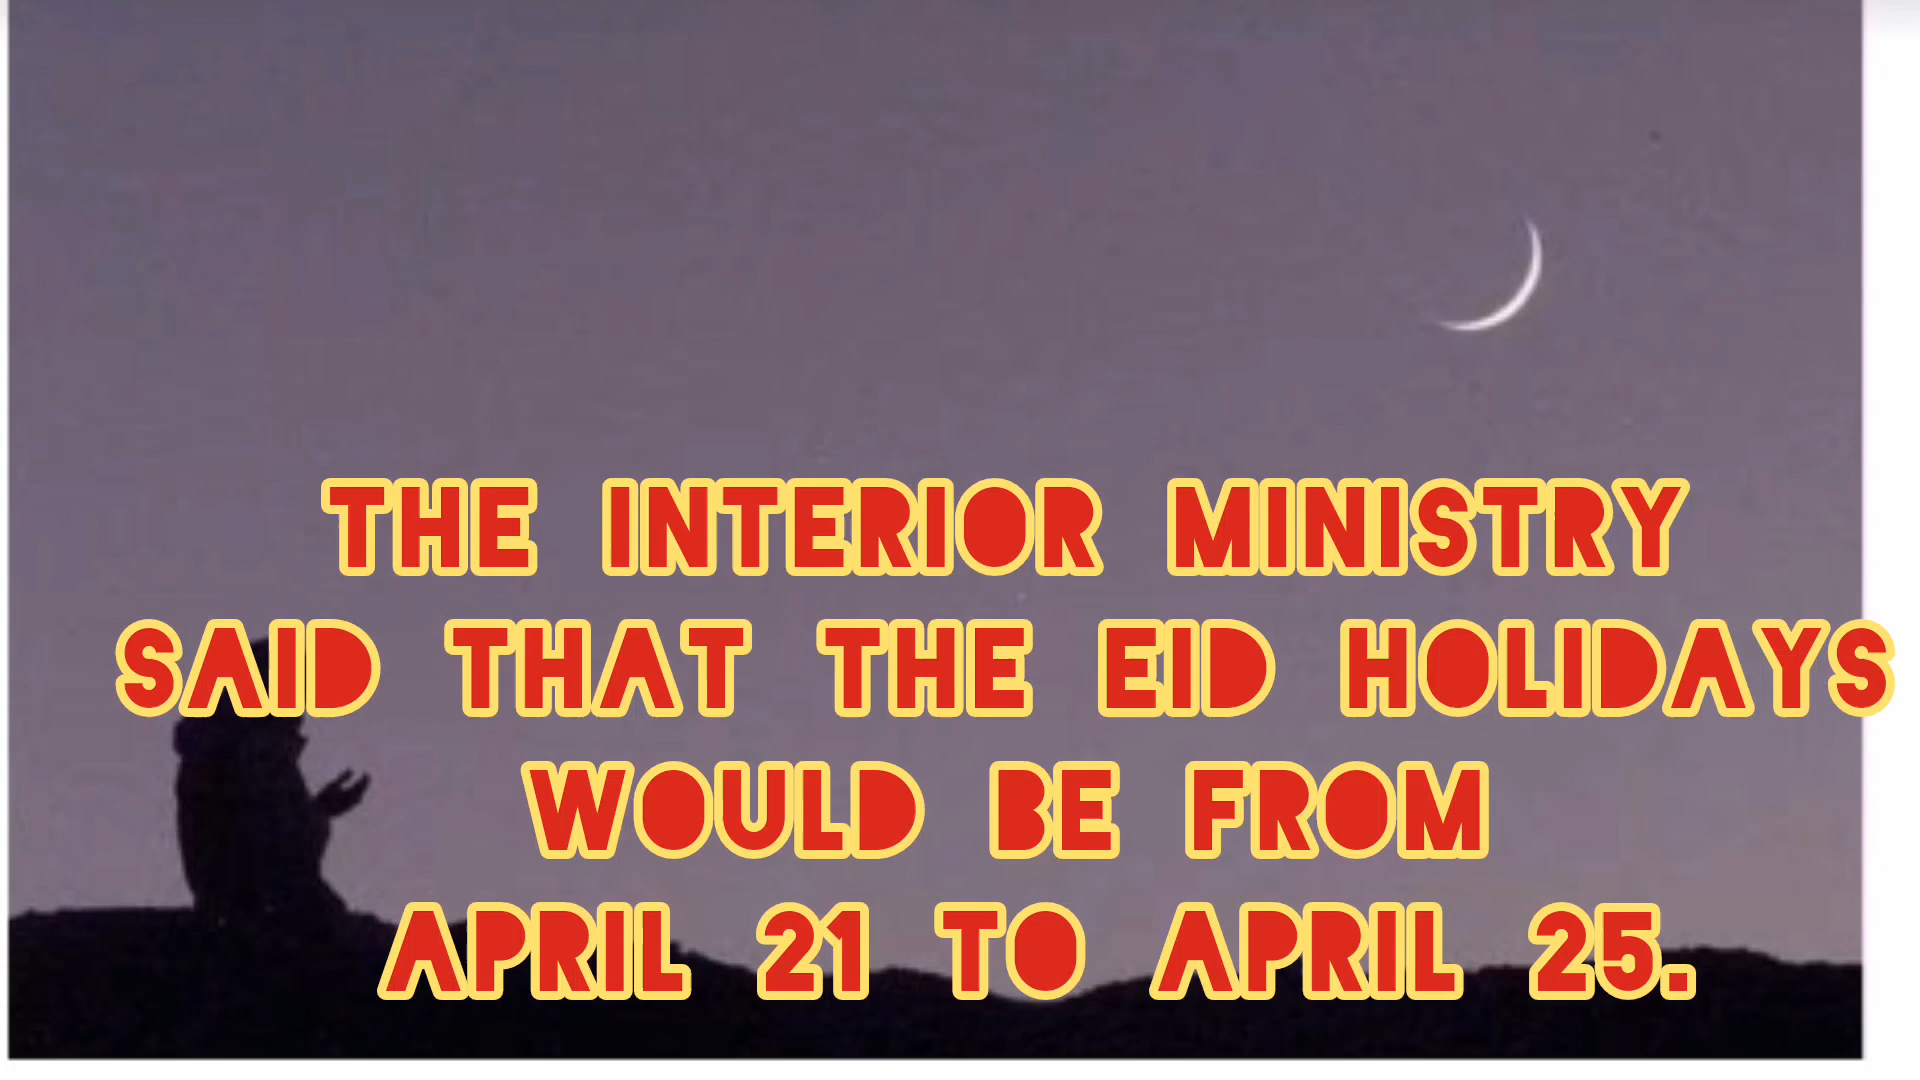 THE INTERIOR MINISTRY
SAID THAT THE EID HOLIDAYS
WOULD BE FROM
APRIL 21 TO APRIL 25.